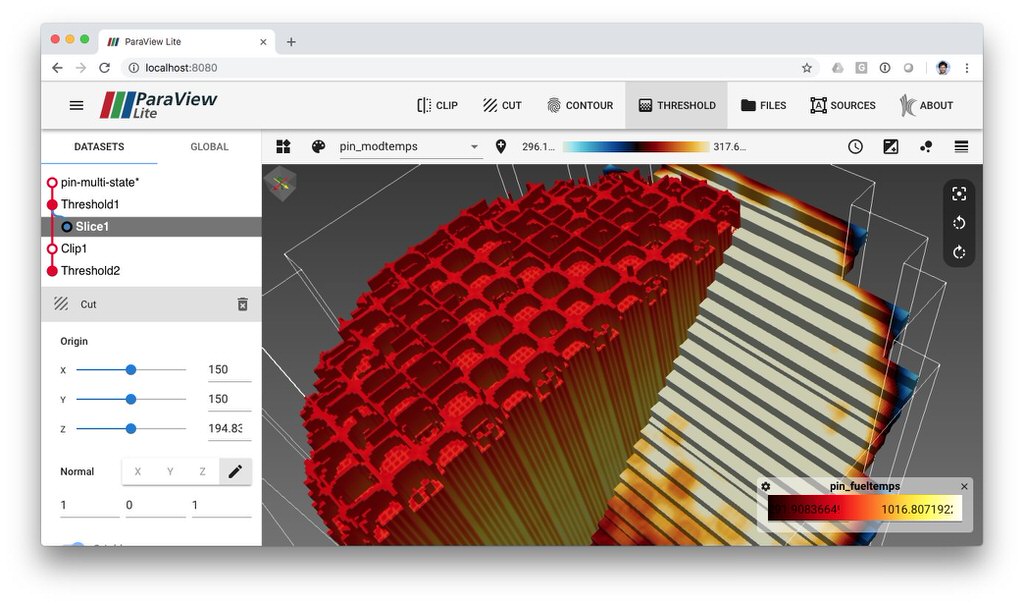 ParaView Lite
localhost:8080
ParaView
Lite
CLIP
CUT
CONTOUR
THRESHOLD
FILES
SOURCES
ABOUT
DATASETS
GLOBAL
pin_modtemps
296.1...
317.6...
pin-multi-state*
Threshold1
Slice1
Clip1
Threshold2
Cut
Origin
X
150
Y
150
Z
194.83
Normal
X Y Z
1 0 1
pin_fueltemps
1016.807192